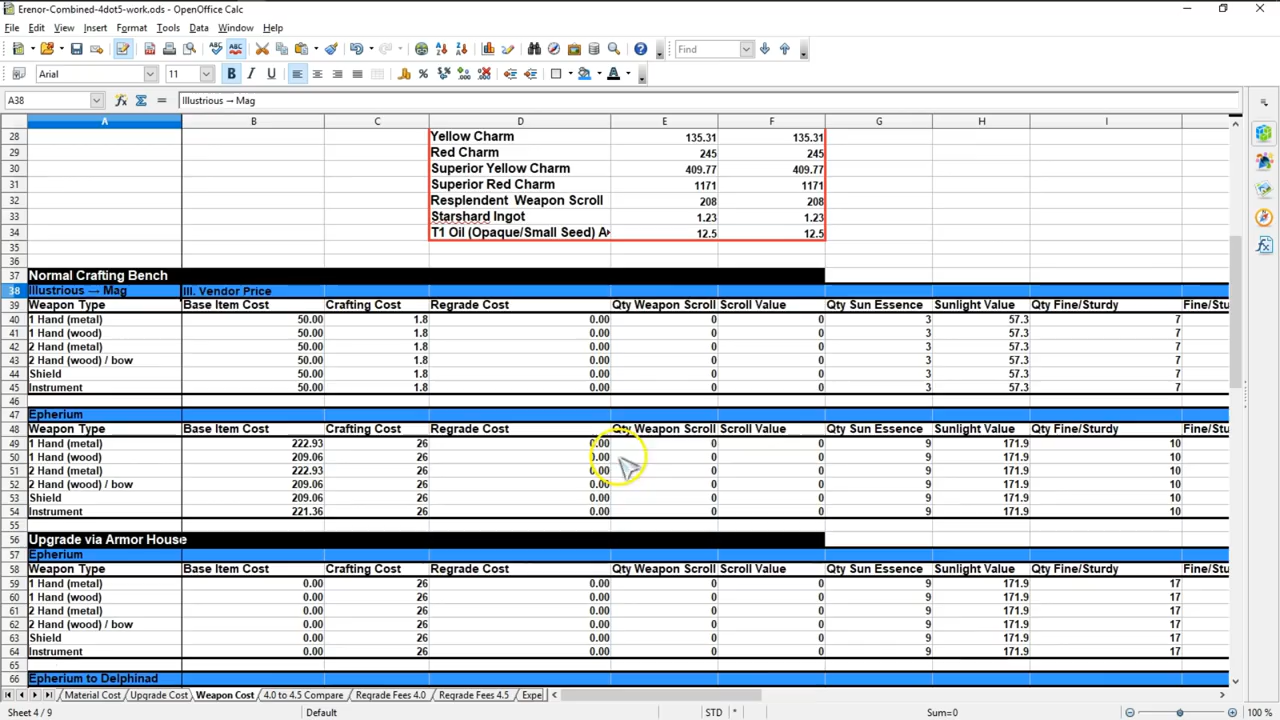 Erenor-Combined-4dot5-work.ods - OpenOffice Calc
File Edit View Insert Format Tools Data Window Help
Find
Arial 11
A38 Illustrious → Mag
A B C D E F G H I
28 Yellow Charm 135.31 135.31
29 Red Charm 245 245
30 Superior Yellow Charm 409.77 409.77
31 Superior Red Charm 1171 1171
32 Resplendent Weapon Scroll 208 208
33 Starshard Ingot 1.23 1.23
34 T1 Oil (Opaque/Small Seed) A 12.5 12.5
35
36
37 Normal Crafting Bench
38 Illustrious → Mag Ill. Vendor Price
39 Weapon Type Base Item Cost Crafting Cost Regrade Cost Qty Weapon Scroll Scroll Value Qty Sun Essence Sunlight Value Qty Fine/Sturdy Fine/Stu
40 1 Hand (metal) 50.00 1.8 0.00 0 0 3 57.3 7
41 1 Hand (wood) 50.00 1.8 0.00 0 0 3 57.3 7
42 2 Hand (metal) 50.00 1.8 0.00 0 0 3 57.3 7
43 2 Hand (wood) / bow 50.00 1.8 0.00 0 0 3 57.3 7
44 Shield 50.00 1.8 0.00 0 0 3 57.3 7
45 Instrument 50.00 1.8 0.00 0 0 3 57.3 7
46
47 Epherium
48 Weapon Type Base Item Cost Crafting Cost Regrade Cost Qty Weapon Scroll Scroll Value Qty Sun Essence Sunlight Value Qty Fine/Sturdy Fine/Stu
49 1 Hand (metal) 222.93 26 0.00 0 0 9 171.9 10
50 1 Hand (wood) 209.06 26 0.00 0 0 9 171.9 10
51 2 Hand (metal) 222.93 26 0.00 0 0 9 171.9 10
52 2 Hand (wood) / bow 209.06 26 0.00 0 0 9 171.9 10
53 Shield 209.06 26 0.00 0 0 9 171.9 10
54 Instrument 221.36 26 0.00 0 0 9 171.9 10
55
56 Upgrade via Armor House
57 Epherium
58 Weapon Type Base Item Cost Crafting Cost Regrade Cost Qty Weapon Scroll Scroll Value Qty Sun Essence Sunlight Value Qty Fine/Sturdy Fine/Stu
59 1 Hand (metal) 0.00 26 0.00 0 0 9 171.9 17
60 1 Hand (wood) 0.00 26 0.00 0 0 9 171.9 17
61 2 Hand (metal) 0.00 26 0.00 0 0 9 171.9 17
62 2 Hand (wood) / bow 0.00 26 0.00 0 0 9 171.9 17
63 Shield 0.00 26 0.00 0 0 9 171.9 17
64 Instrument 0.00 26 0.00 0 0 9 171.9 17
65
66 Epherium to Delphinad
Material Cost Upgrade Cost Weapon Cost 4.0 to 4.5 Compare Regrade Fees 4.0 Regrade Fees 4.5 Expe
Sheet 4 / 9 Default STD * Sum=0 100 %